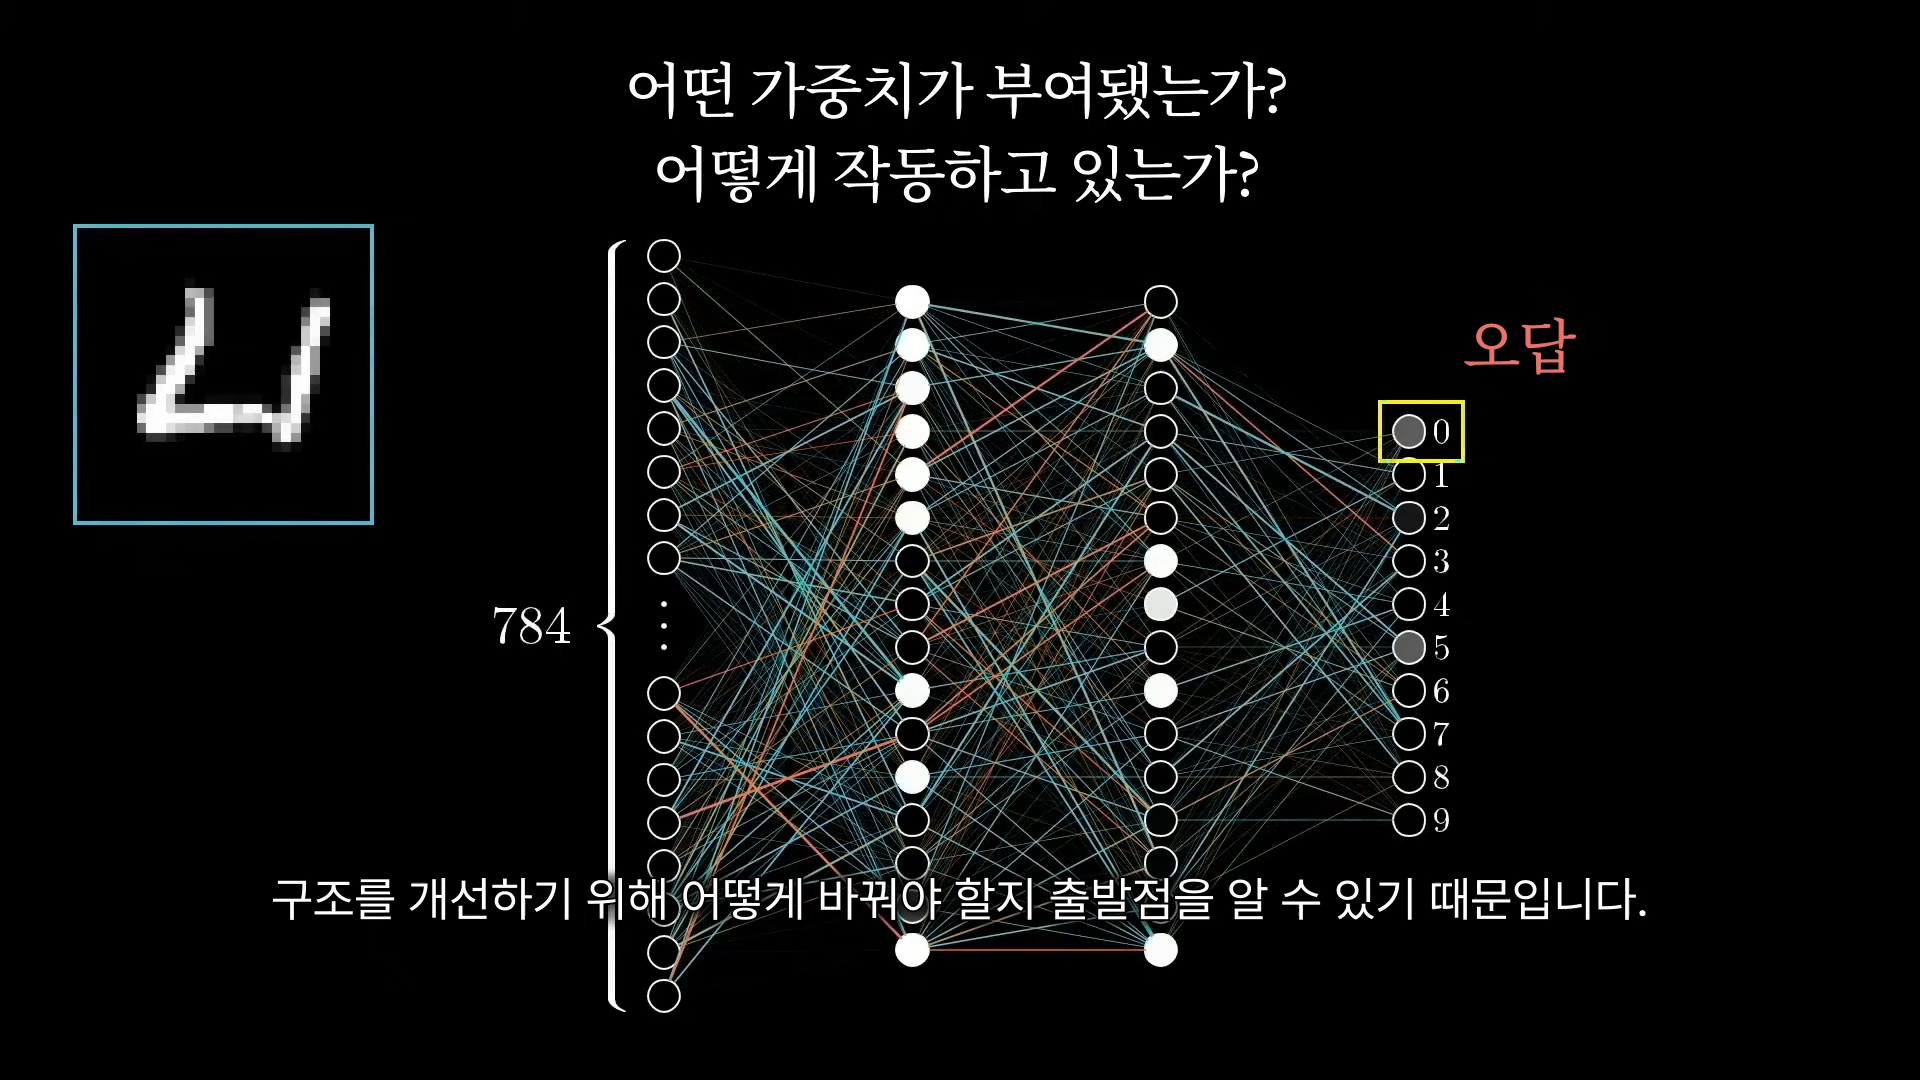 어떤 가중치가 부여됐는가?
어떻게 작동하고 있는가?
오답
784
0
1
2
3
4
5
6
7
8
9
구조를 개선하기 위해 어떻게 바꿔야 할지 출발점을 알 수 있기 때문입니다.